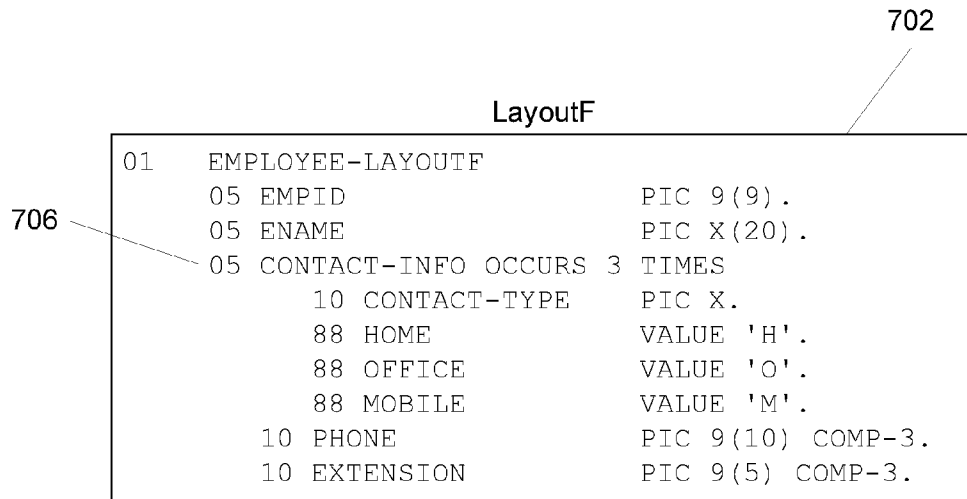 702
LayoutF
01 EMPLOYEE-LAYOUTF
05 EMPID PIC 9(9).
05 ENAME PIC X(20).
706
05 CONTACT-INFO OCCURS 3 TIMES
10 CONTACT-TYPE PIC X.
88 HOME VALUE 'H'.
88 OFFICE VALUE 'O'.
88 MOBILE VALUE 'M'.
10 PHONE PIC 9(10) COMP-3.
10 EXTENSION PIC 9(5) COMP-3.